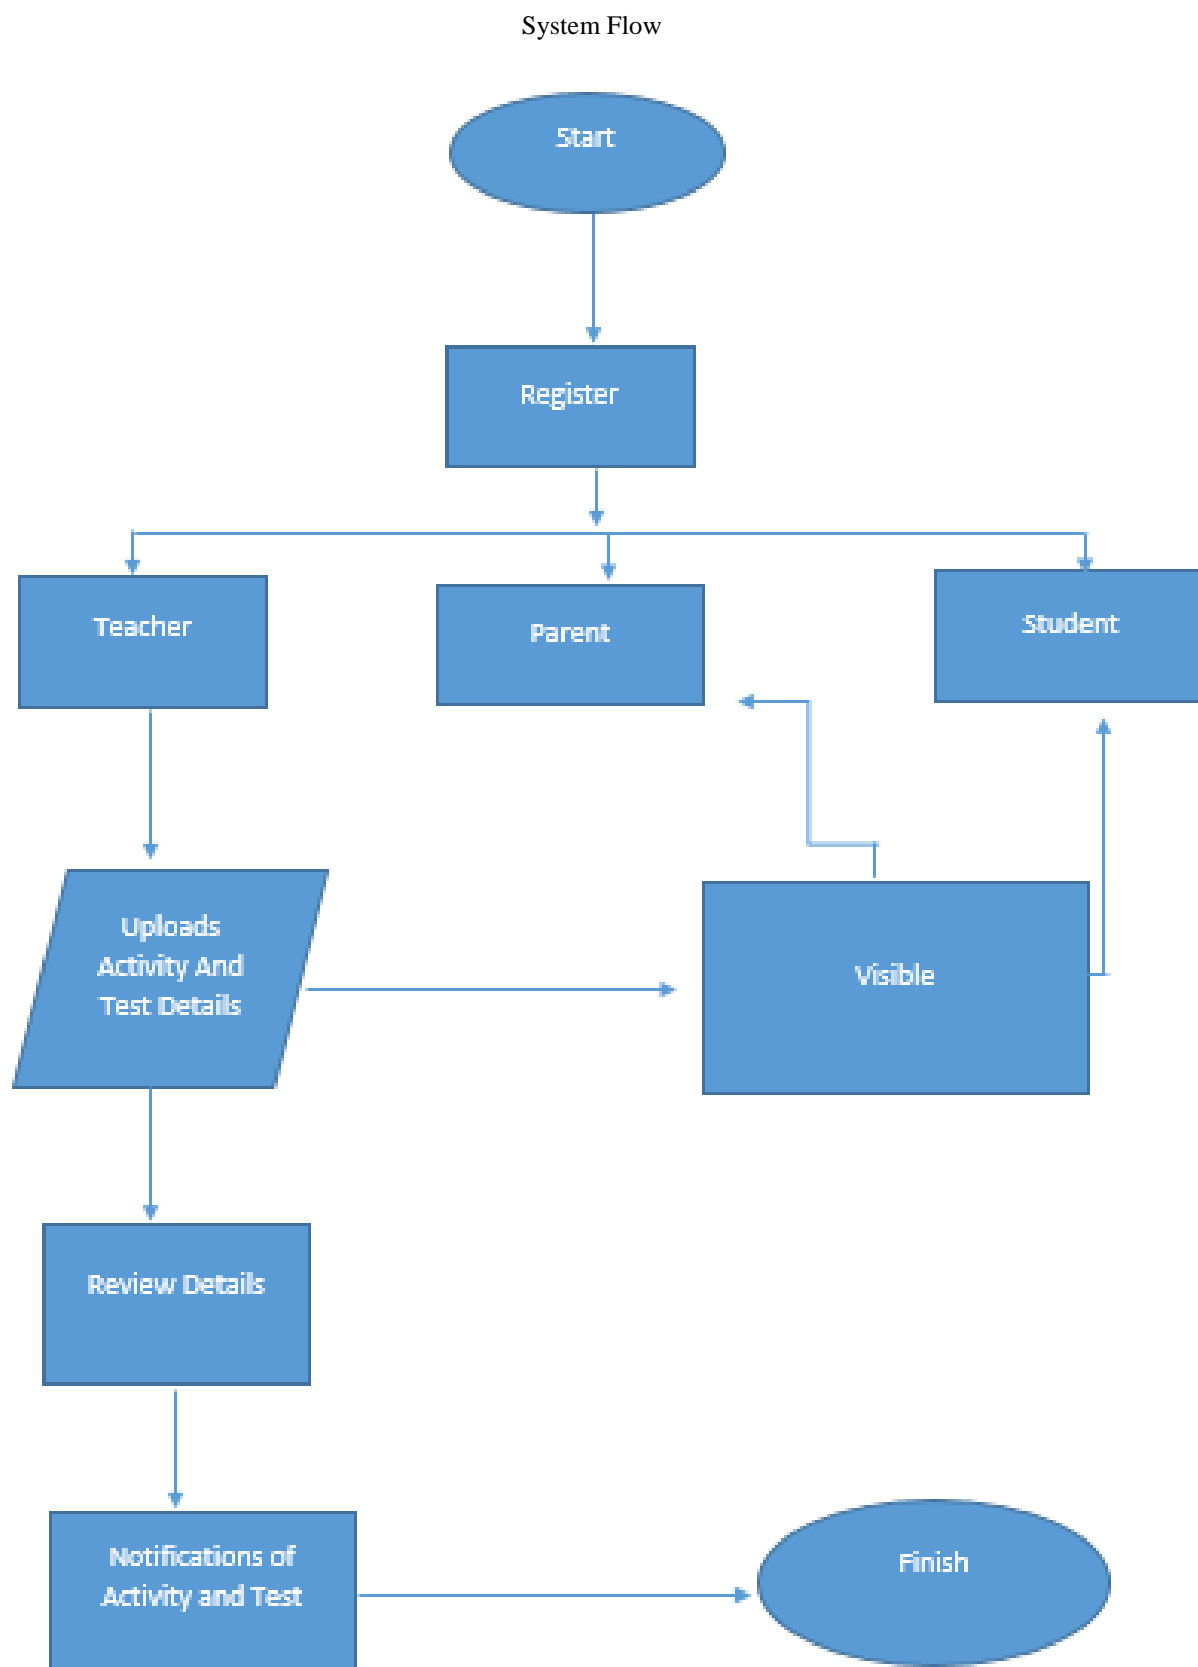 System Flow
Start
Register
Teacher
Parent
Student
Uploads
Activity And
Test Details
Visible
Review Details
Notifications of
Activity and Test
Finish